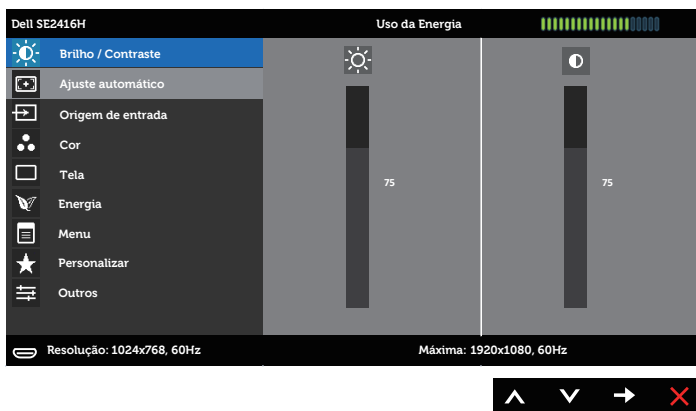 Dell SE2416H
Uso da Energia
Brilho / Contraste
Ajuste automático
Origem de entrada
Cor
Tela
Energia
Menu
Personalizar
Outros
75
75
Resolução: 1024x768, 60Hz
Máxima: 1920x1080, 60Hz